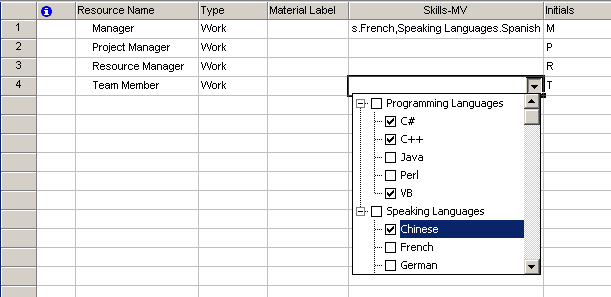 Resource Name Type Material Label Skills-MV Initials
1 Manager Work s.French,Speaking Languages.Spanish M
2 Project Manager Work P
3 Resource Manager Work R
4 Team Member Work T
Programming Languages
C#
C++
Java
Perl
VB
Speaking Languages
Chinese
French
German